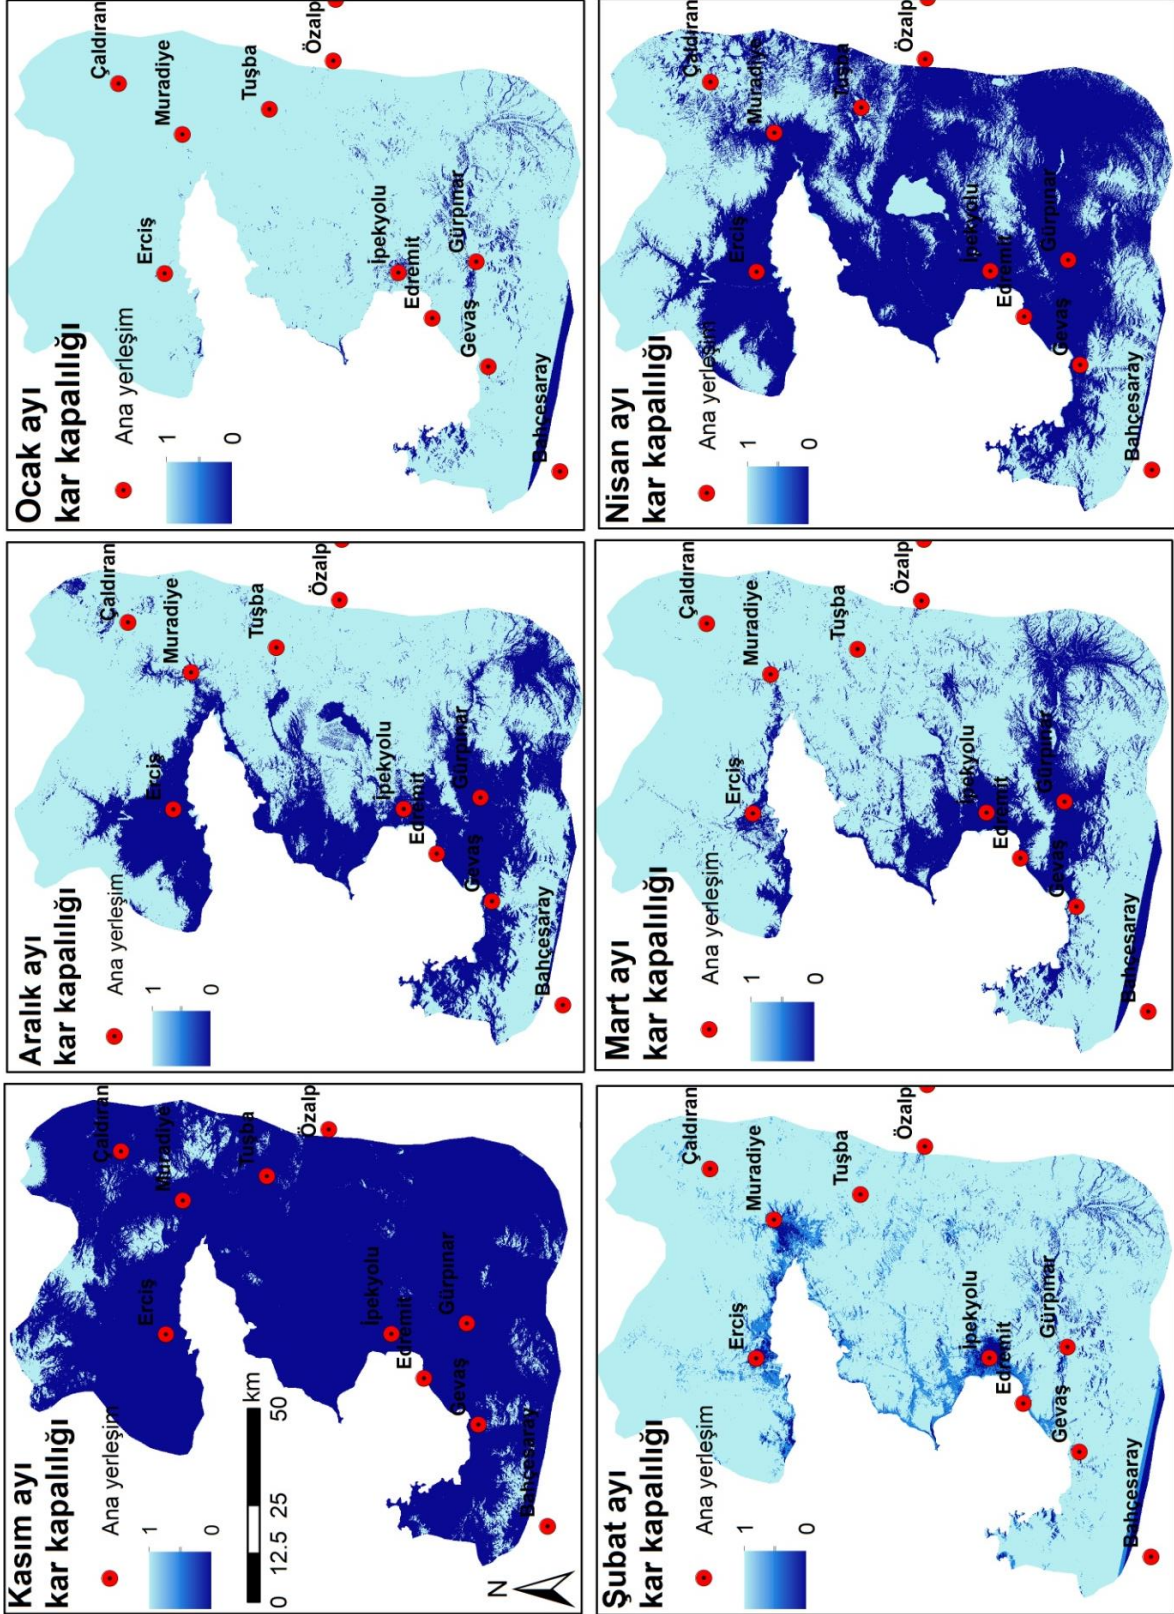 Kasım ayı
kar kapalılığı
Ana yerleşim
1
0
Çaldıran
Erciş
Muradiye
Tuşba
0 12.5 25 50 km
Özalp
İpekyolu
Edremit
Gürpınar
Gevaş
N
Bahçesaray
Aralık ayı
kar kapalılığı
Ana yerleşim
1
0
Çaldıran
Erciş
Muradiye
Tuşba
Özalp
İpekyolu
Edremit
Gürpınar
Gevaş
Bahçesaray
Ocak ayı
kar kapalılığı
Ana yerleşim
1
0
Çaldıran
Erciş
Muradiye
Tuşba
Özalp
İpekyolu
Edremit
Gürpınar
Gevaş
Bahçesaray
Şubat ayı
kar kapalılığı
Ana yerleşim
1
0
Çaldıran
Erciş
Muradiye
Tuşba
Özalp
İpekyolu
Edremit
Gürpınar
Gevaş
Bahçesaray
Mart ayı
kar kapalılığı
Ana yerleşim
1
0
Çaldıran
Erciş
Muradiye
Tuşba
Özalp
İpekyolu
Edremit
Gürpınar
Gevaş
Bahçesaray
Nisan ayı
kar kapalılığı
Ana yerleşim
1
0
Çaldıran
Erciş
Muradiye
Tuşba
Özalp
İpekyolu
Edremit
Gürpınar
Gevaş
Bahçesaray